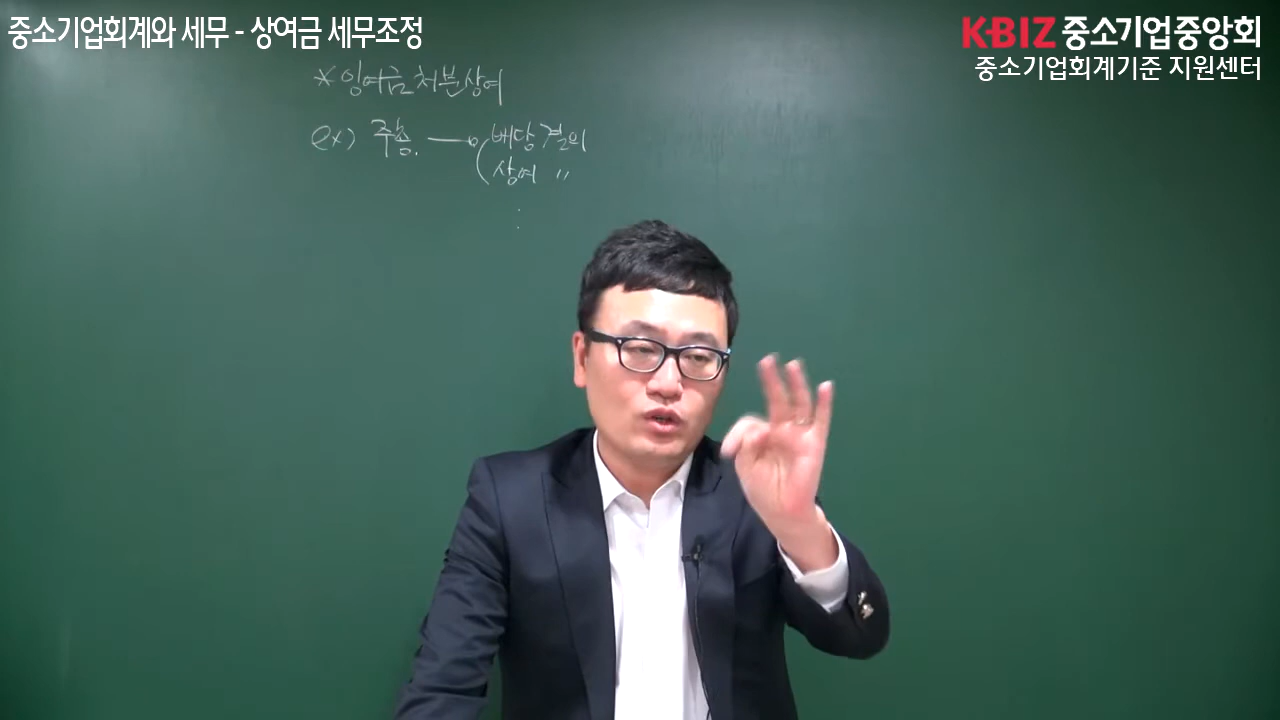 중소기업회계와 세무 - 상여금 세무조정
K-BIZ 중소기업중앙회
중소기업회계기준 지원센터
*잉여금처분상여
ex) 주총. → 배당결의
상여 〃